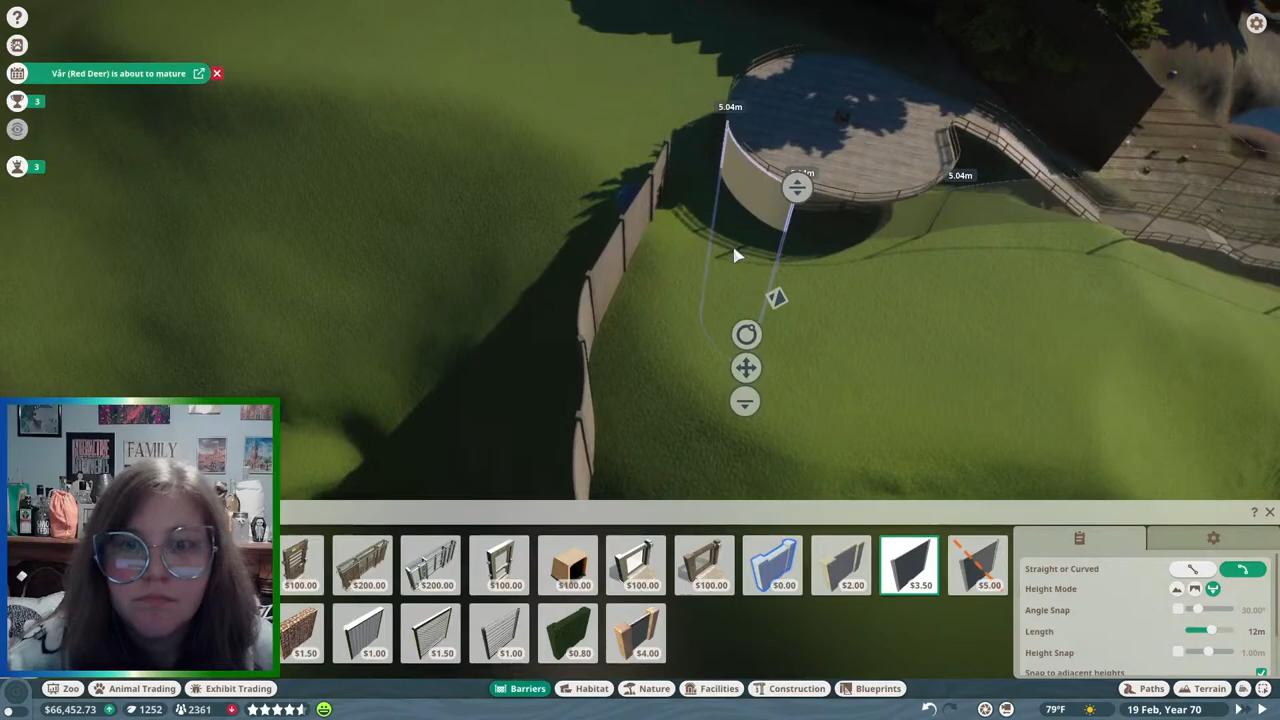 ?
Vår (Red Deer) is about to mature
3
3
5.04m
5.04m
FAMILY
?
$100.00
$200.00
$200.00
$100.00
$100.00
$100.00
$100.00
$0.00
$2.00
$3.50
$5.00
$1.50
$1.00
$1.50
$1.00
$0.80
$4.00
Straight or Curved
Height Mode
Angle Snap
30.00°
Length
12m
Height Snap
1.00m
Snap to adjacent heights
Zoo
Animal Trading
Exhibit Trading
Barriers
Habitat
Nature
Facilities
Construction
Blueprints
Paths
Terrain
$66,452.73
1252
2361
79°F
19 Feb, Year 70